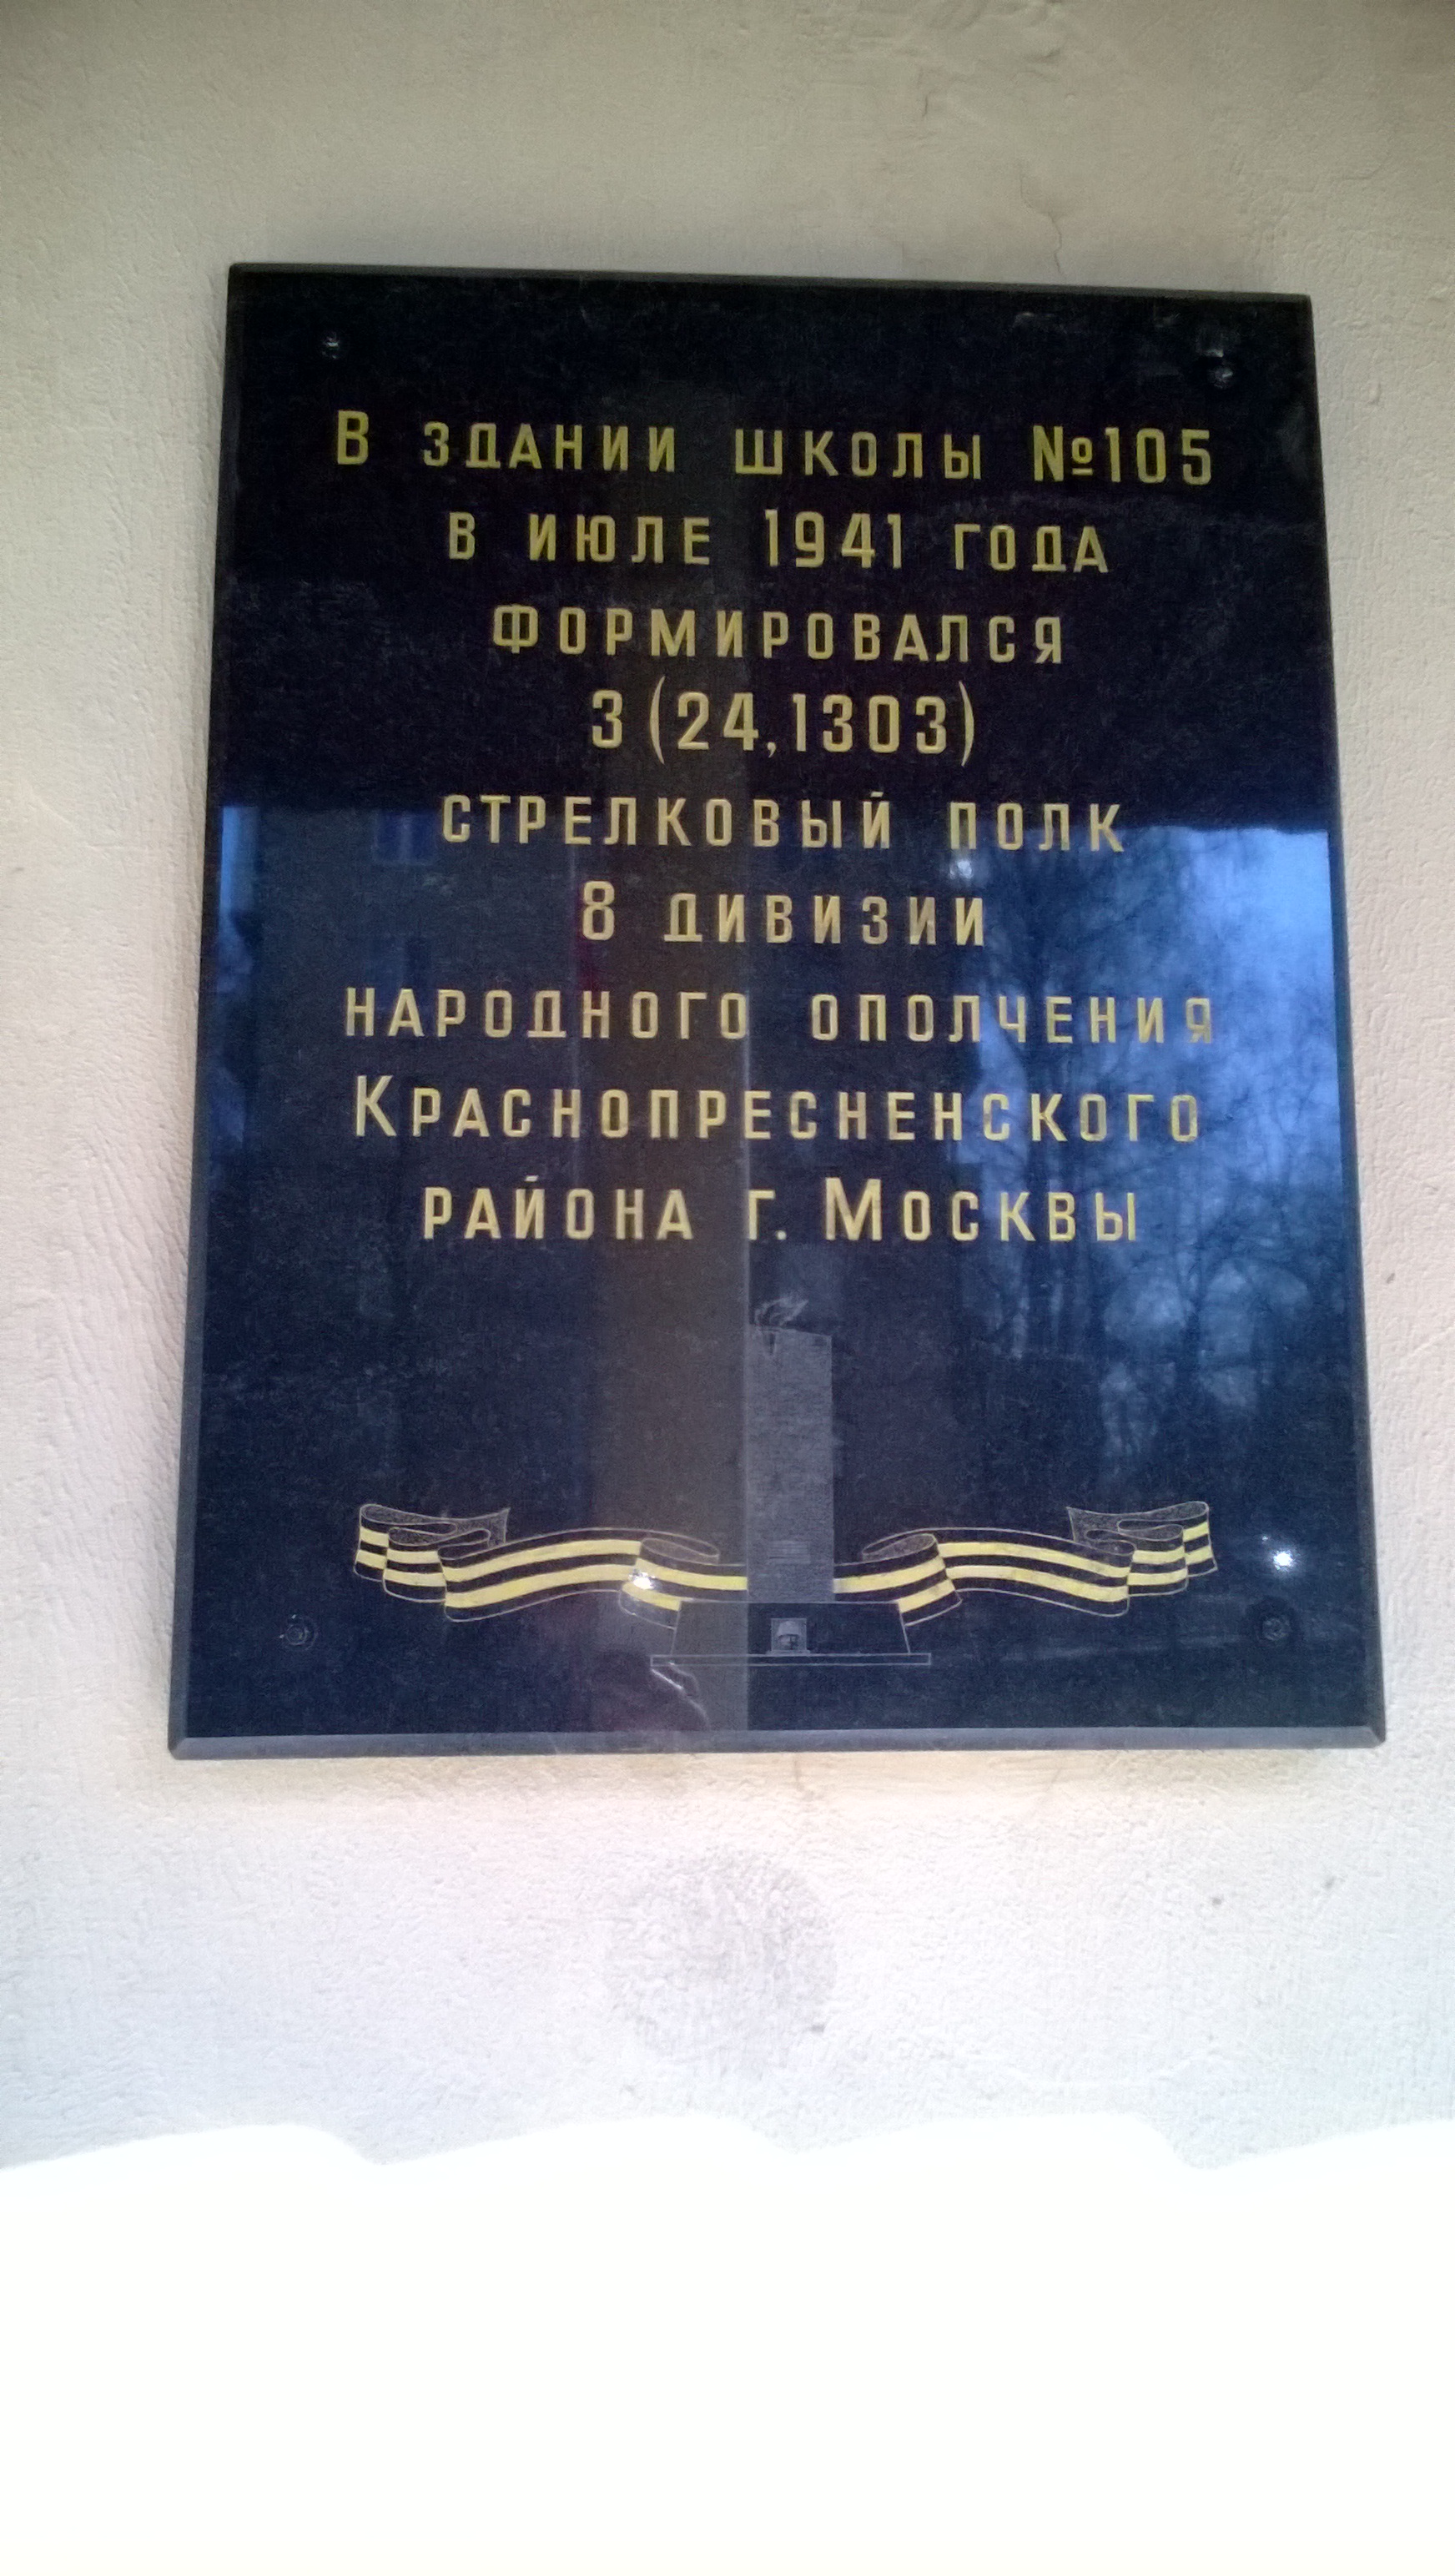 В здании школы №105
в июле 1941 года
формировался
3 (24,1303)
стрелковый полк
8 дивизии
народного ополчения
Краснопресненского
района г. Москвы